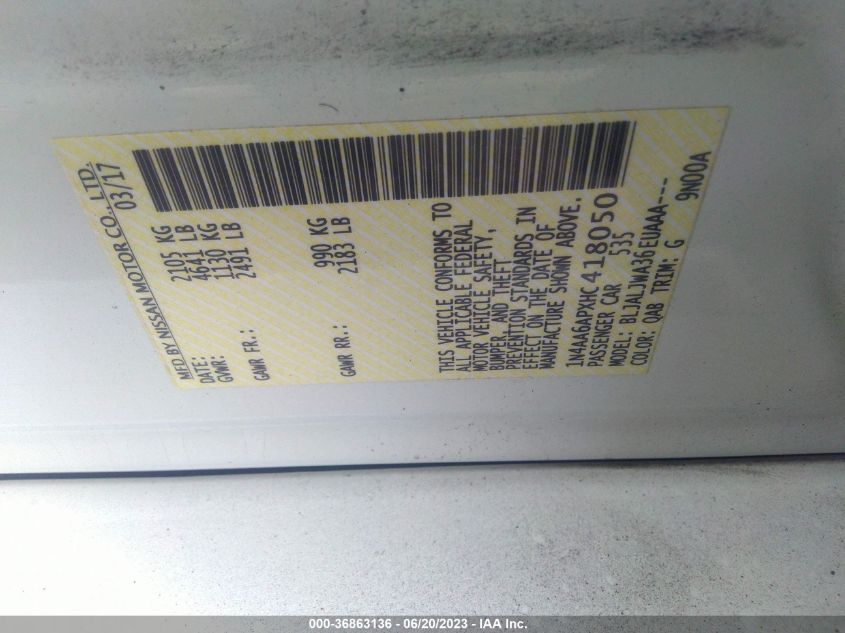 MFD BY NISSAN MOTOR CO., LTD.
DATE: 03/17
GVWR: 2105 KG
4641 LB
GAWR FR.: 1130 KG
2491 LB
GAWR RR.: 990 KG
2183 LB
THIS VEHICLE CONFORMS TO
ALL APPLICABLE FEDERAL
MOTOR VEHICLE SAFETY,
BUMPER, AND THEFT
PREVENTION STANDARDS IN
EFFECT ON THE DATE OF
MANUFACTURE SHOWN ABOVE.
1N4AA6APXHC418050
PASSENGER CAR 535
MODEL: BLJALJWA36EUAAA---
COLOR: QAB TRIM: G 9N00A
000-36863136 - 06/20/2023 - IAA Inc.